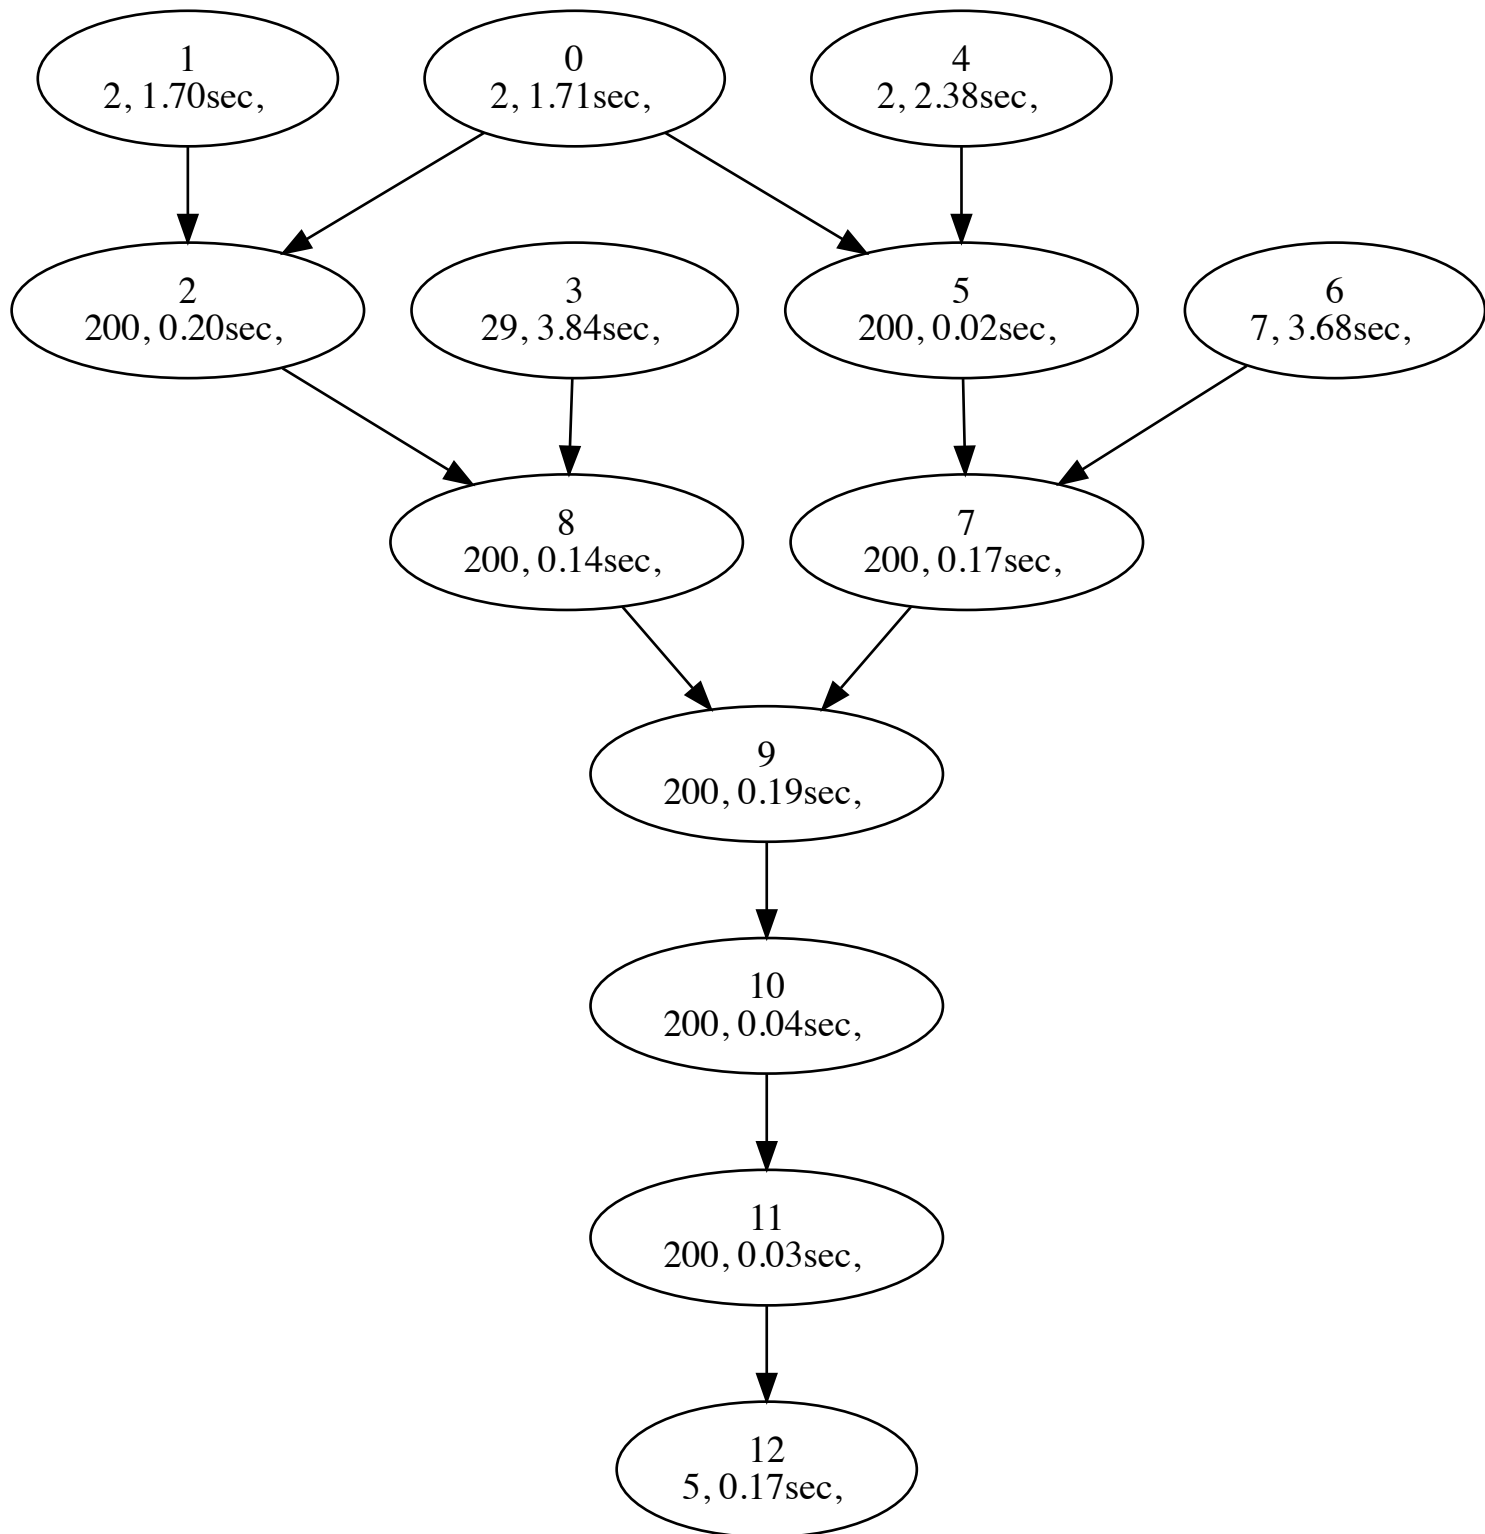 1
2, 1.70sec,
0
2, 1.71sec,
4
2, 2.38sec,
2
200, 0.20sec,
3
29, 3.84sec,
5
200, 0.02sec,
6
7, 3.68sec,
8
200, 0.14sec,
7
200, 0.17sec,
9
200, 0.19sec,
10
200, 0.04sec,
11
200, 0.03sec,
12
5, 0.17sec,